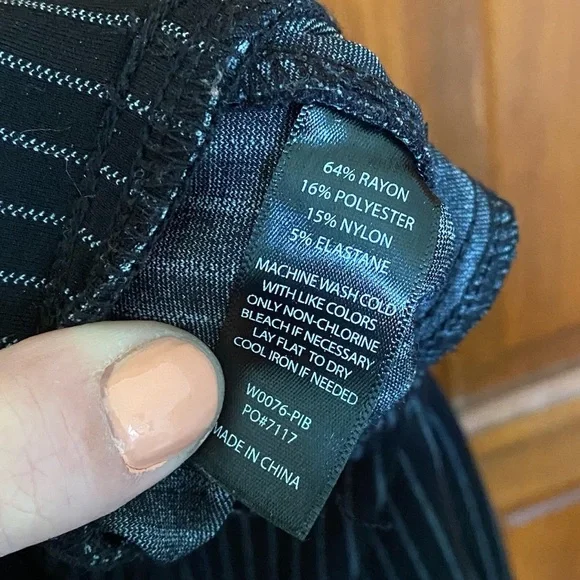 64% RAYON
16% POLYESTER
15% NYLON
5% ELASTANE
MACHINE WASH COLD
WITH LIKE COLORS
ONLY NON-CHLORINE
BLEACH IF NECESSARY
LAY FLAT TO DRY
COOL IRON IF NEEDED
W0076-PIB
PO#7117
MADE IN CHINA